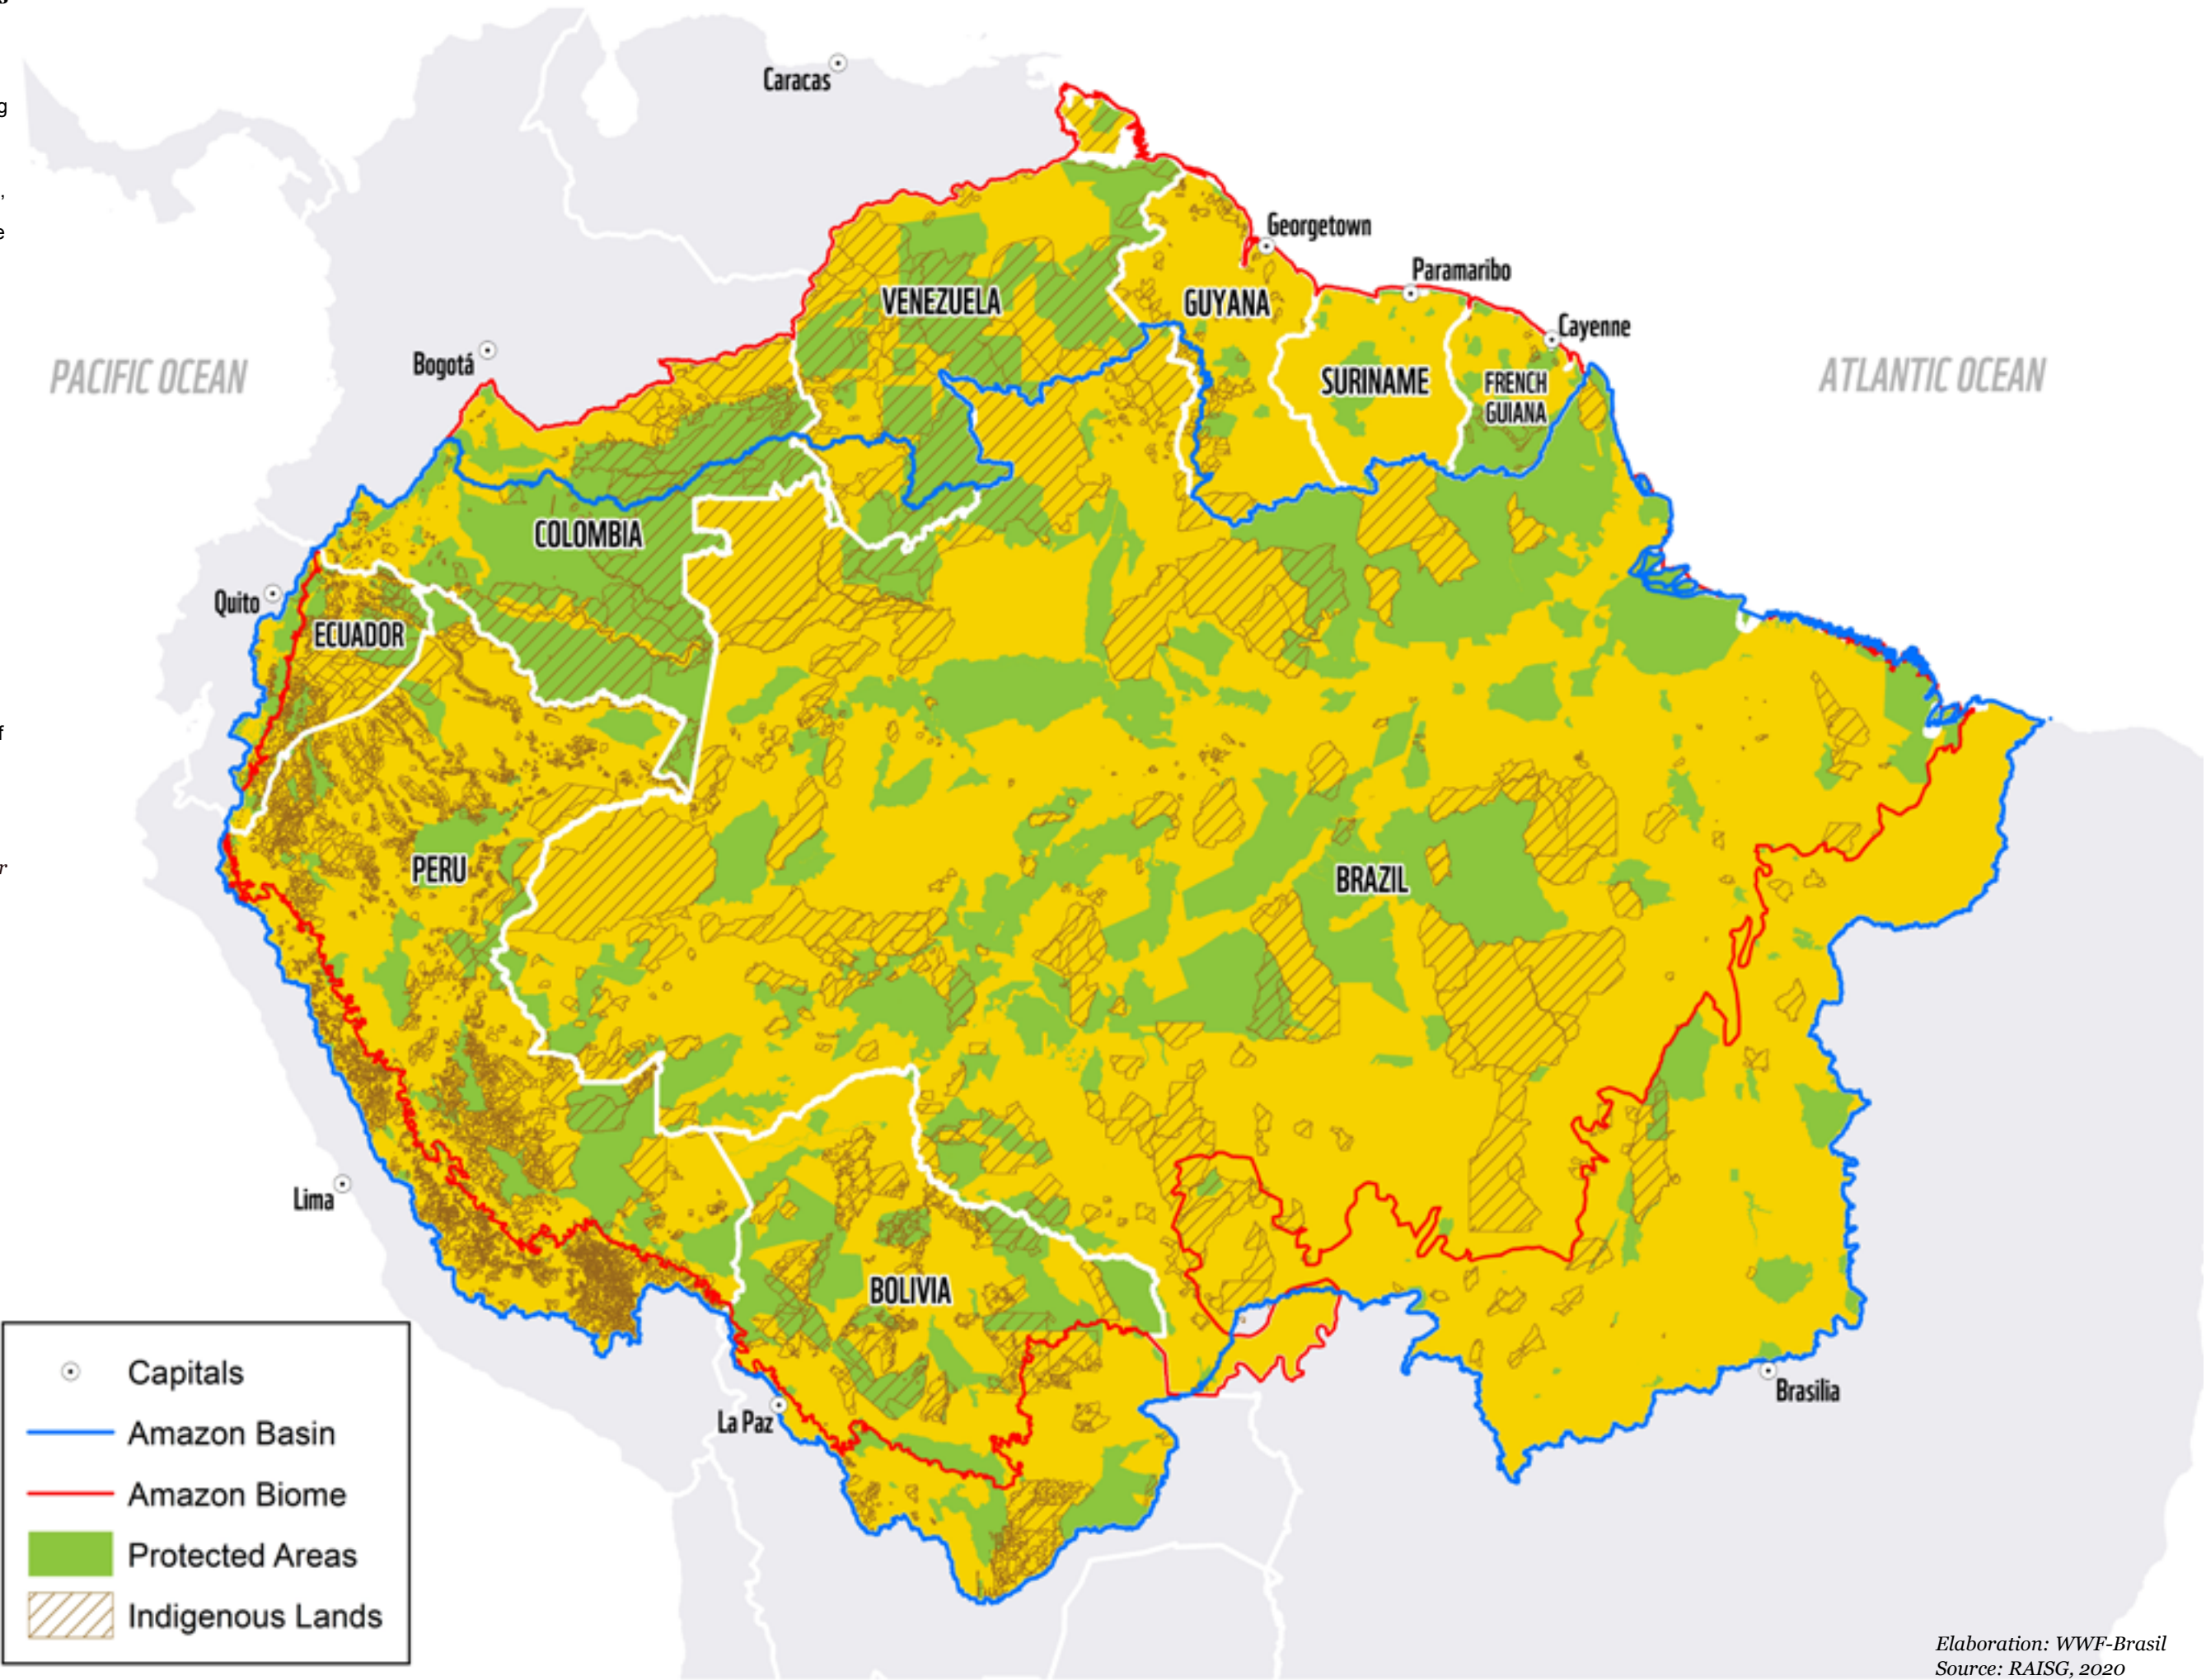 g
,
e
f
r
Caracas
Georgetown
Paramaribo
Cayenne
VENEZUELA
GUYANA
SURINAME
FRENCH
GUIANA
Bogotá
PACIFIC OCEAN
ATLANTIC OCEAN
COLOMBIA
Quito
ECUADOR
PERU
BRAZIL
Lima
BOLIVIA
La Paz
Brasilia
Capitals
Amazon Basin
Amazon Biome
Protected Areas
Indigenous Lands
Elaboration: WWF-Brasil
Source: RAISG, 2020